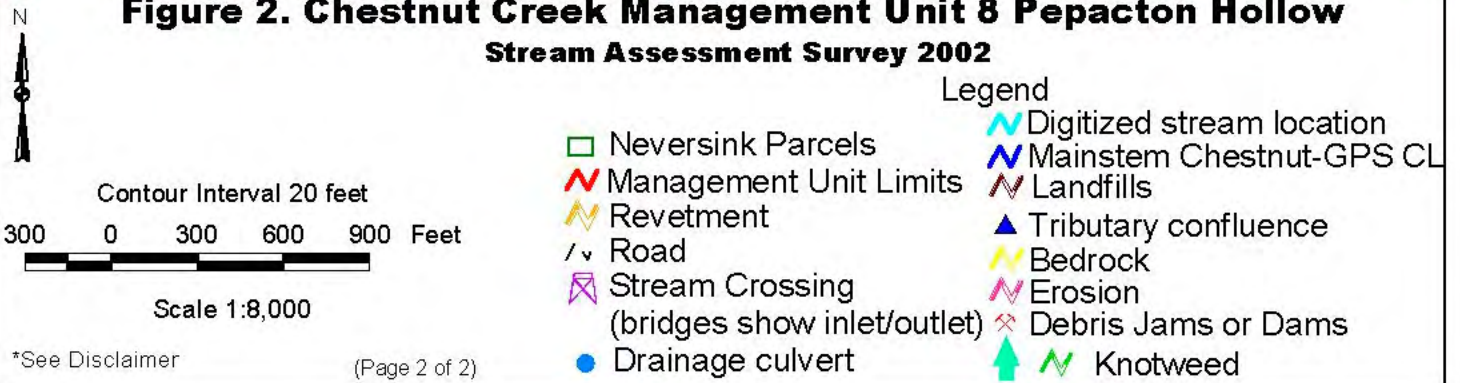 N
Figure 2. Chestnut Creek Management Unit 8 Pepacton Hollow
Stream Assessment Survey 2002
Contour Interval 20 feet
300 0 300 600 900 Feet
Scale 1:8,000
*See Disclaimer
(Page 2 of 2)
Legend
Neversink Parcels
Management Unit Limits
Revetment
Road
Stream Crossing
(bridges show inlet/outlet)
Drainage culvert
Digitized stream location
Mainstem Chestnut-GPS CL
Landfills
Tributary confluence
Bedrock
Erosion
Debris Jams or Dams
Knotweed